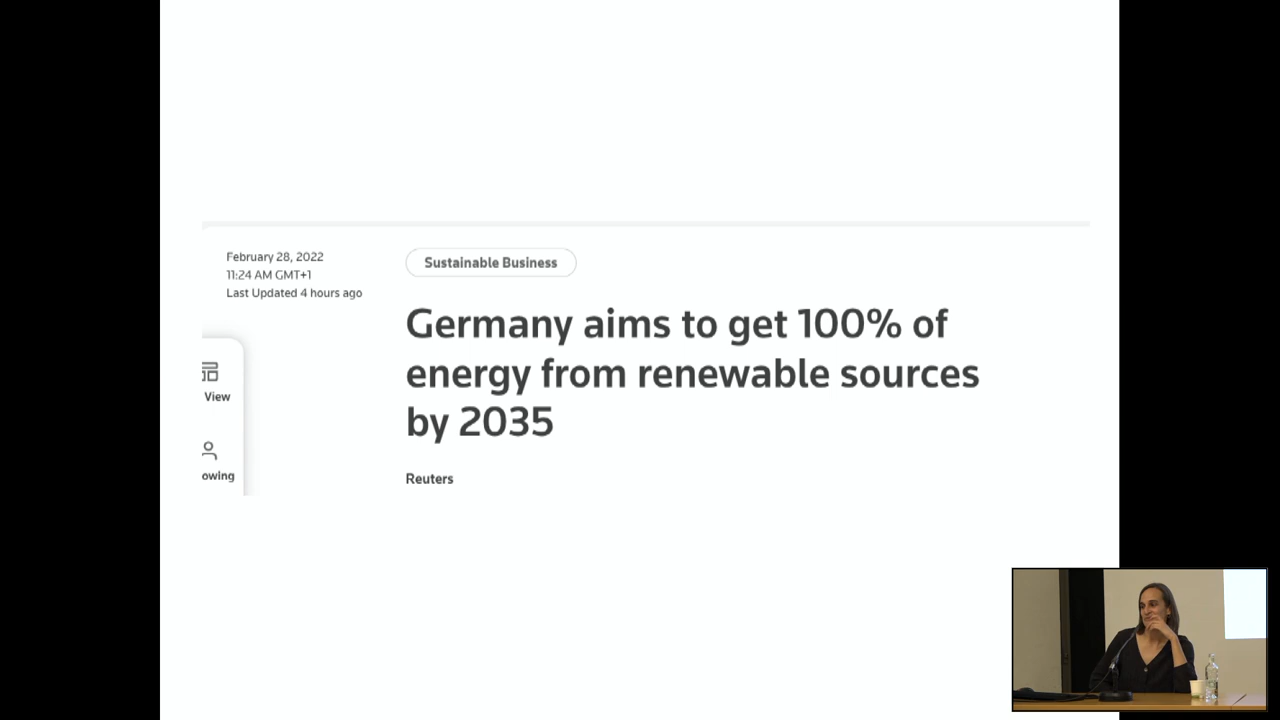 February 28, 2022
11:24 AM GMT+1
Last Updated 4 hours ago
Sustainable Business
Germany aims to get 100% of
energy from renewable sources
by 2035
Reuters
View
owing